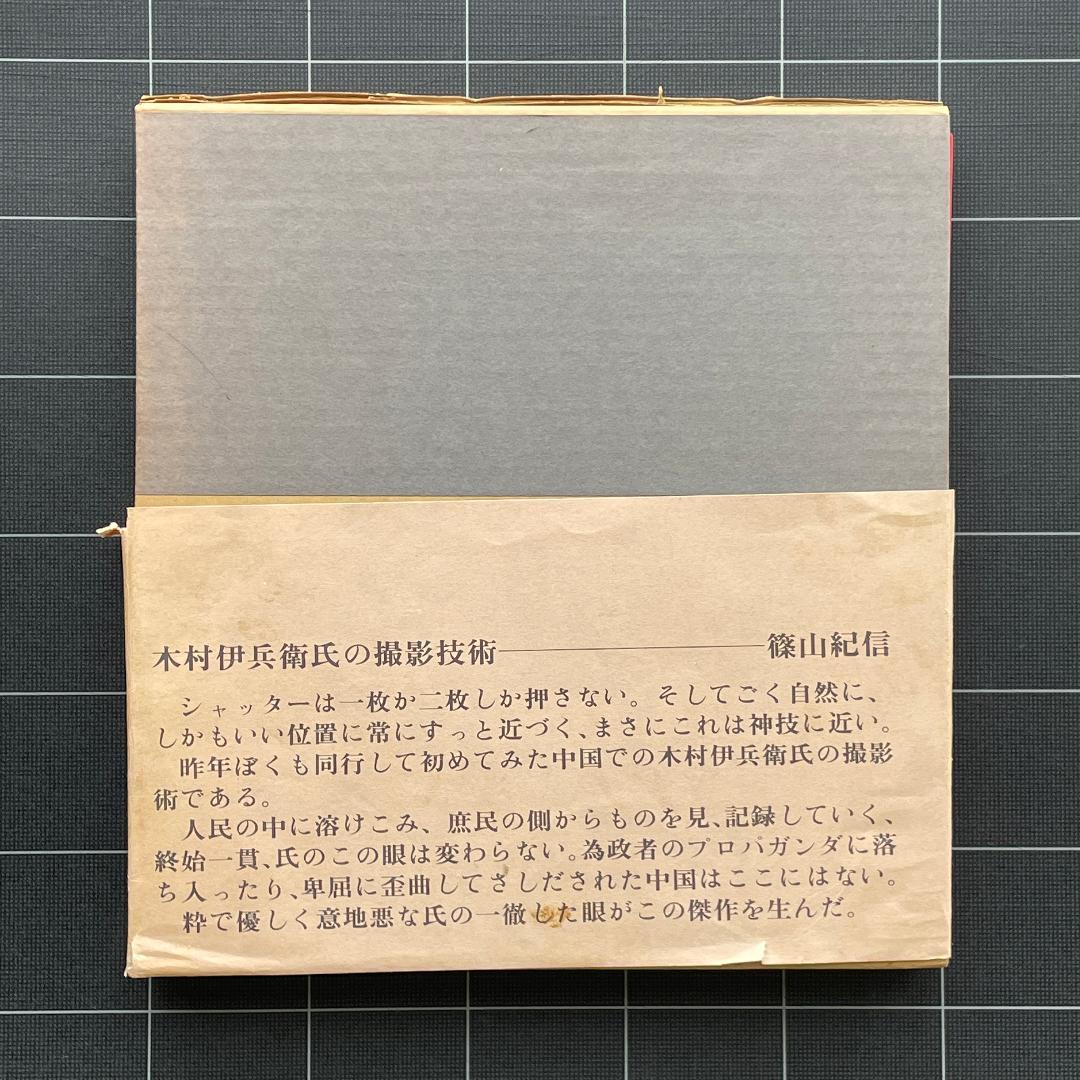 木村伊兵衛氏の撮影技術――――篠山紀信
シャッターは一枚か二枚しか押さない。そしてごく自然に、
しかもいい位置に常にすっと近づく、まさにこれは神技に近い。
昨年ぼくも同行して初めてみた中国での木村伊兵衛氏の撮影
術である。
人民の中に溶けこみ、庶民の側からものを見、記録していく、
終始一貫、氏のこの眼は変わらない。為政者のプロパガンダに落
ち入ったり、卑屈に歪曲してさしだされた中国はここにはない。
粋で優しく意地悪な氏の一徹した眼がこの傑作を生んだ。